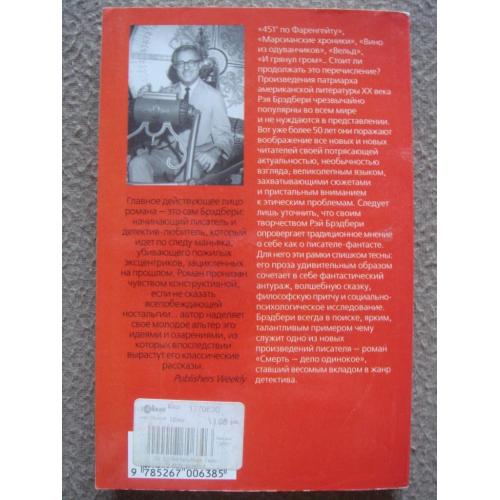 «451° по Фаренгейту»,
«Марсианские хроники», «Вино
из одуванчиков», «Вельд»,
«И грянул гром»... Стоит ли
продолжать это перечисление?
Произведения патриарха
американской литературы XX века
Рэя Брэдбери чрезвычайно
популярны во всем мире
и не нуждаются в представлении.
Вот уже более 50 лет они поражают
воображение все новых и новых
читателей своей потрясающей
актуальностью, необычностью
взгляда, великолепным языком,
захватывающими сюжетами
и пристальным вниманием
к этическим проблемам. Следует
лишь уточнить, что своим
творчеством Рэй Брэдбери
опровергает традиционное мнение
о себе как о писателе-фантасте.
Для него эти рамки слишком тесны:
его проза удивительным образом
сочетает в себе фантастический
антураж, волшебную сказку,
философскую притчу и социально-
психологическое исследование.
Брэдбери всегда в поиске, ярким,
талантливым примером чему
служит одно из новых
произведений писателя — роман
«Смерть — дело одинокое»,
ставший весомым вкладом в жанр
детектива.
Главное действующее лицо
романа — это сам Брэдбери:
начинающий писатель и
детектив-любитель, который
идет по следу маньяка,
убивающего пожилых
эксцентриков, зацикленных
на прошлом. Роман пронизан
чувством конструктивной,
если не сказать
всепобеждающей
ностальгии... автор наделяет
свое молодое альтер эго
идеями и озарениями, из
которых впоследствии
вырастут его классические
рассказы.
Publishers Weekly
9 785267 006385